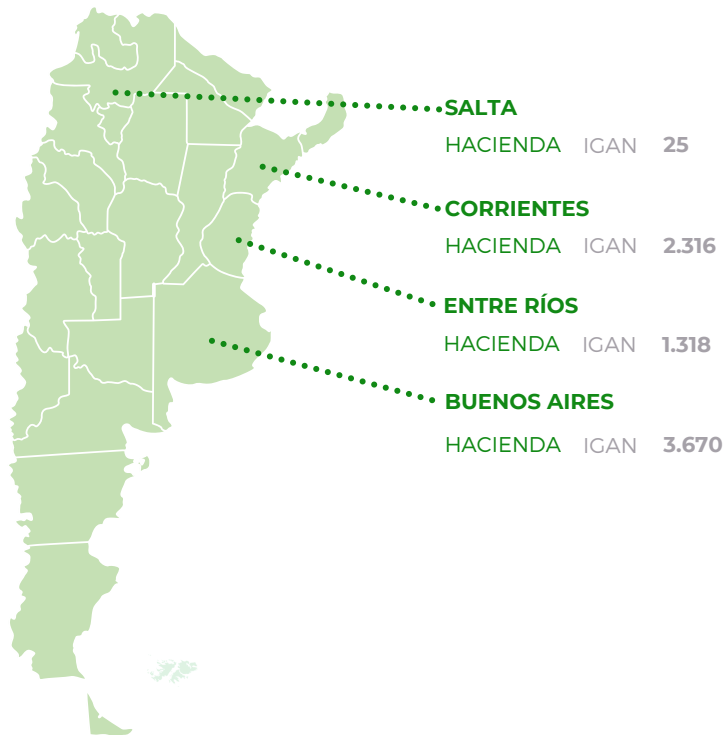 SALTA
HACIENDA IGAN 25
CORRIENTES
HACIENDA IGAN 2.316
ENTRE RÍOS
HACIENDA IGAN 1.318
BUENOS AIRES
HACIENDA IGAN 3.670